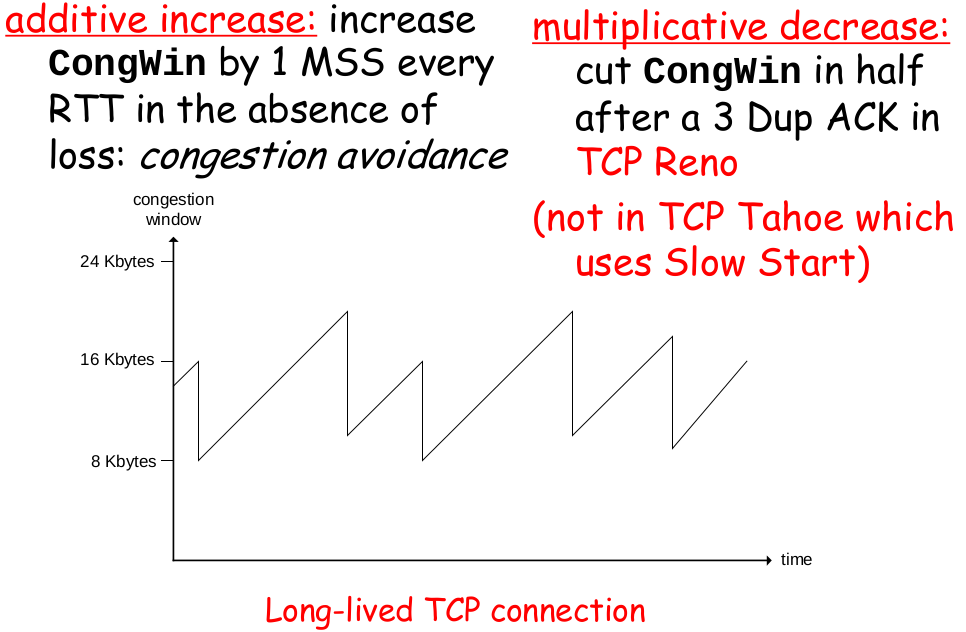 additive increase: increase
CongWin by 1 MSS every
RTT in the absence of
loss: congestion avoidance
multiplicative decrease:
cut CongWin in half
after a 3 Dup ACK in
TCP Reno
(not in TCP Tahoe which
uses Slow Start)
congestion
window
24 Kbytes
16 Kbytes
8 Kbytes
time
Long-lived TCP connection